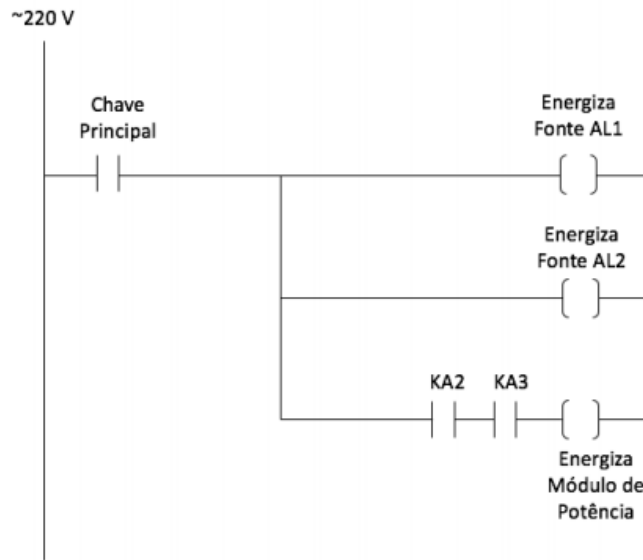 ~220 V
Chave
Principal
Energiza
Fonte AL1
Energiza
Fonte AL2
KA2 KA3
Energiza
Módulo de
Potência